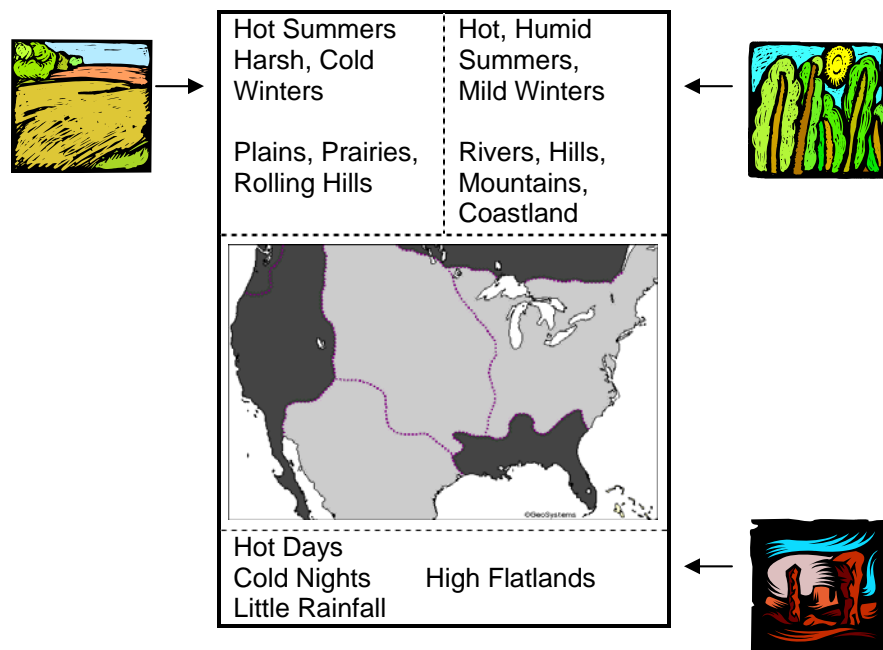 Hot Summers
Harsh, Cold
Winters
Plains, Prairies,
Rolling Hills
Hot, Humid
Summers,
Mild Winters
Rivers, Hills,
Mountains,
Coastland
©GeoSystems
Hot Days
Cold Nights
Little Rainfall
High Flatlands